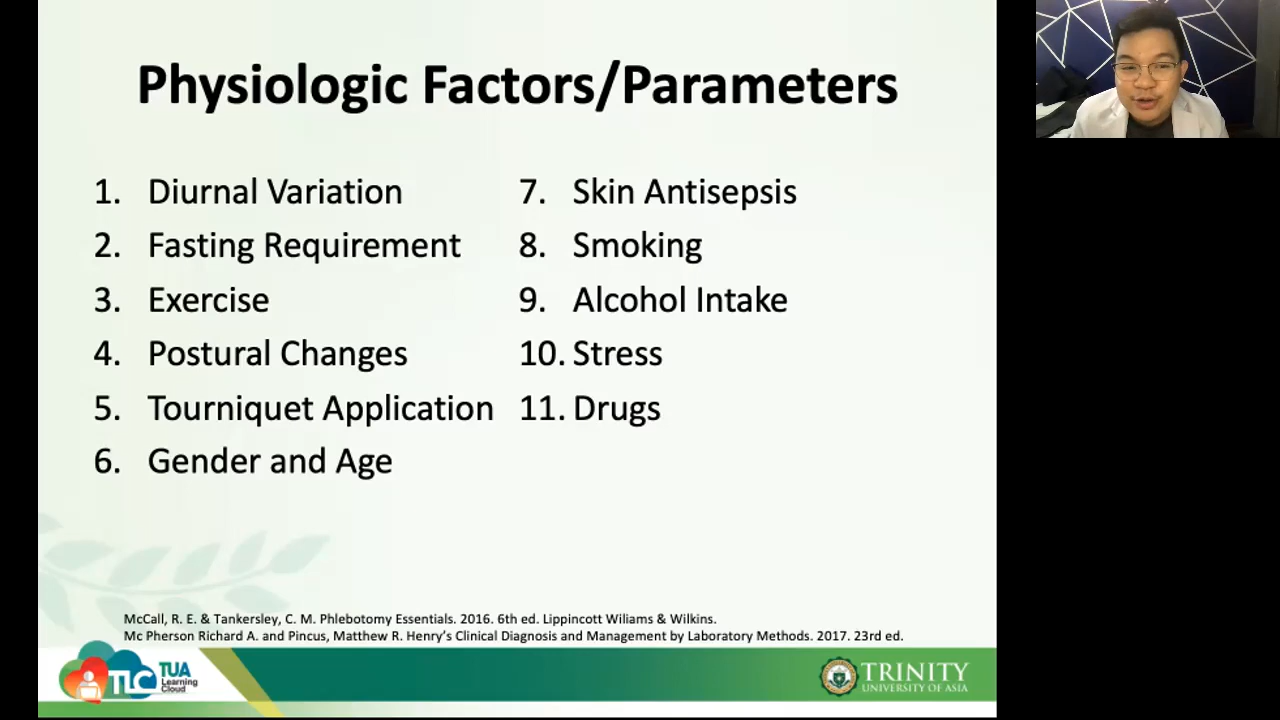 Physiologic Factors/Parameters
1. Diurnal Variation
2. Fasting Requirement
3. Exercise
4. Postural Changes
5. Tourniquet Application
6. Gender and Age
7. Skin Antisepsis
8. Smoking
9. Alcohol Intake
10. Stress
11. Drugs
McCall, R. E. & Tankersley, C. M. Phlebotomy Essentials. 2016. 6th ed. Lippincott Wiliams & Wilkins.
Mc Pherson Richard A. and Pincus, Matthew R. Henry's Clinical Diagnosis and Management by Laboratory Methods. 2017. 23rd ed.
TLC
TUA
Learning
Cloud
TRINITY
UNIVERSITY OF ASIA